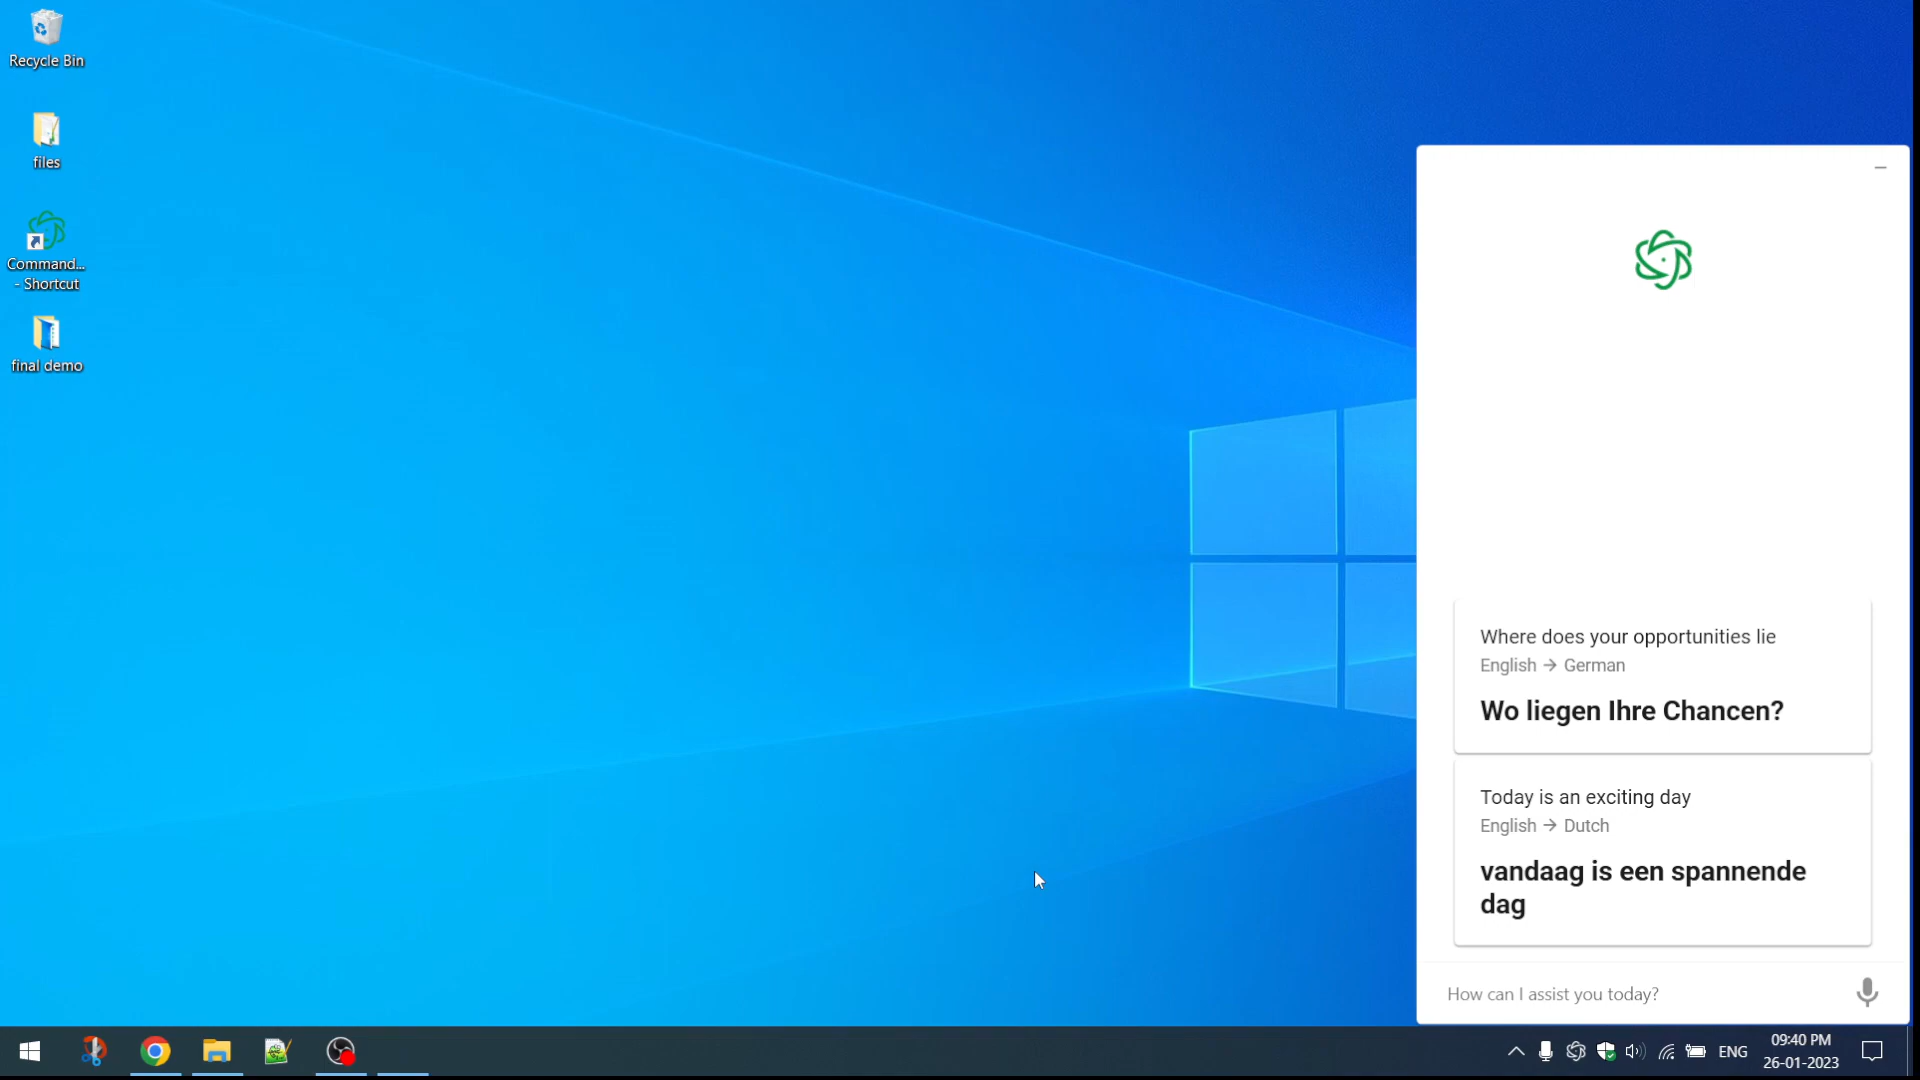 Recycle Bin
files
Command...
- Shortcut
final demo
Where does your opportunities lie
English → German
Wo liegen Ihre Chancen?
Today is an exciting day
English → Dutch
vandaag is een spannende
dag
How can I assist you today?
ENG
09:40 PM
26-01-2023